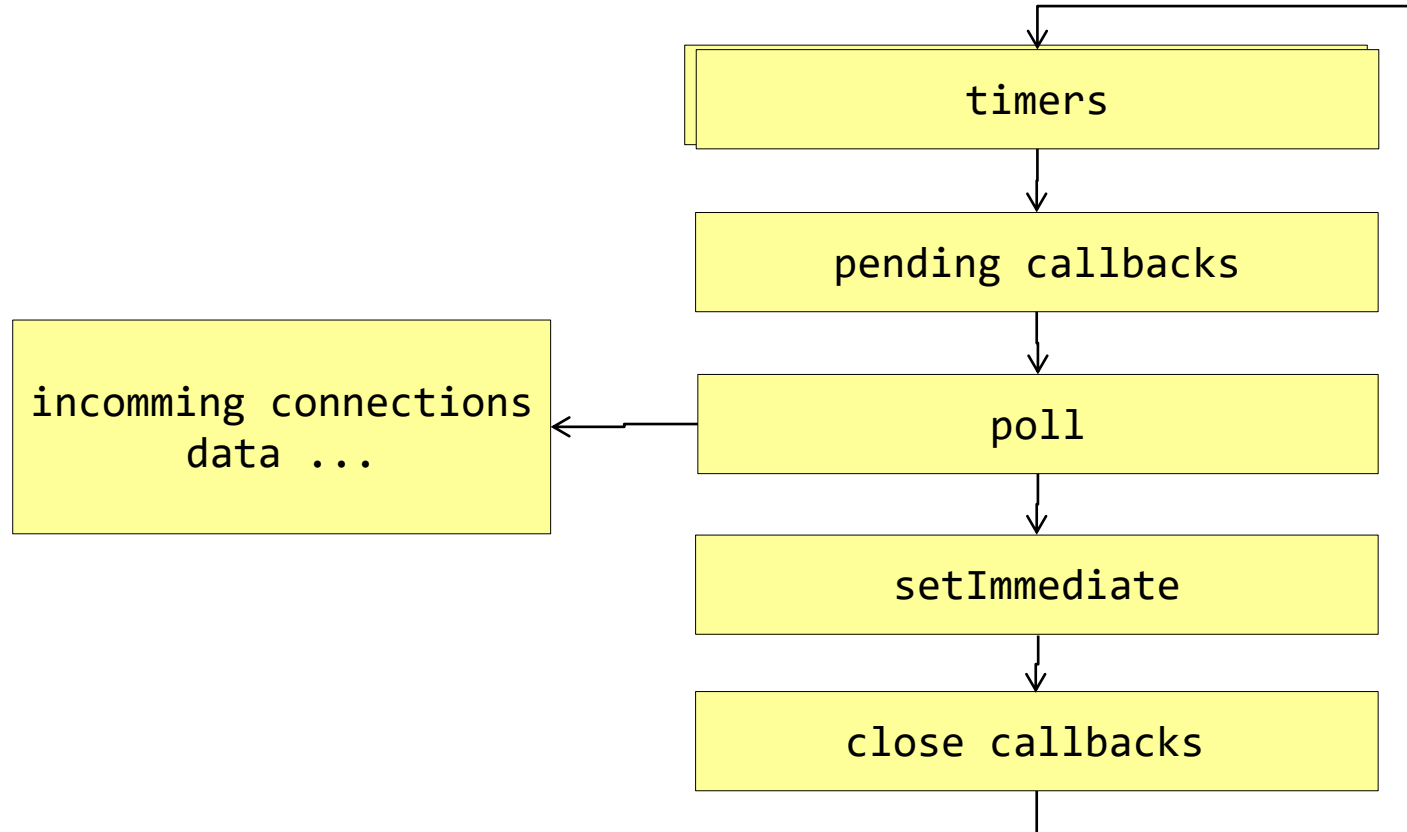 timers
pending callbacks
incomming connections
data ...
poll
setImmediate
close callbacks